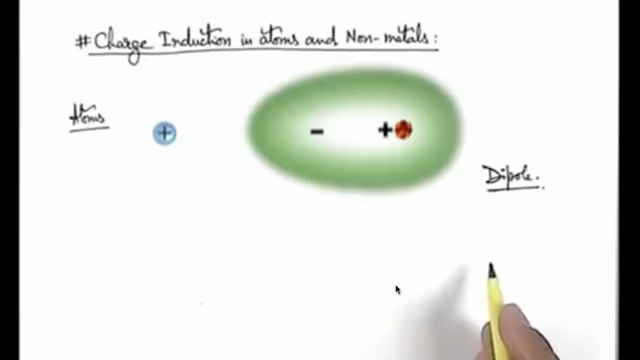 # Charge Induction in atoms and Non-metals:
Atoms
+
- +
Dipole.